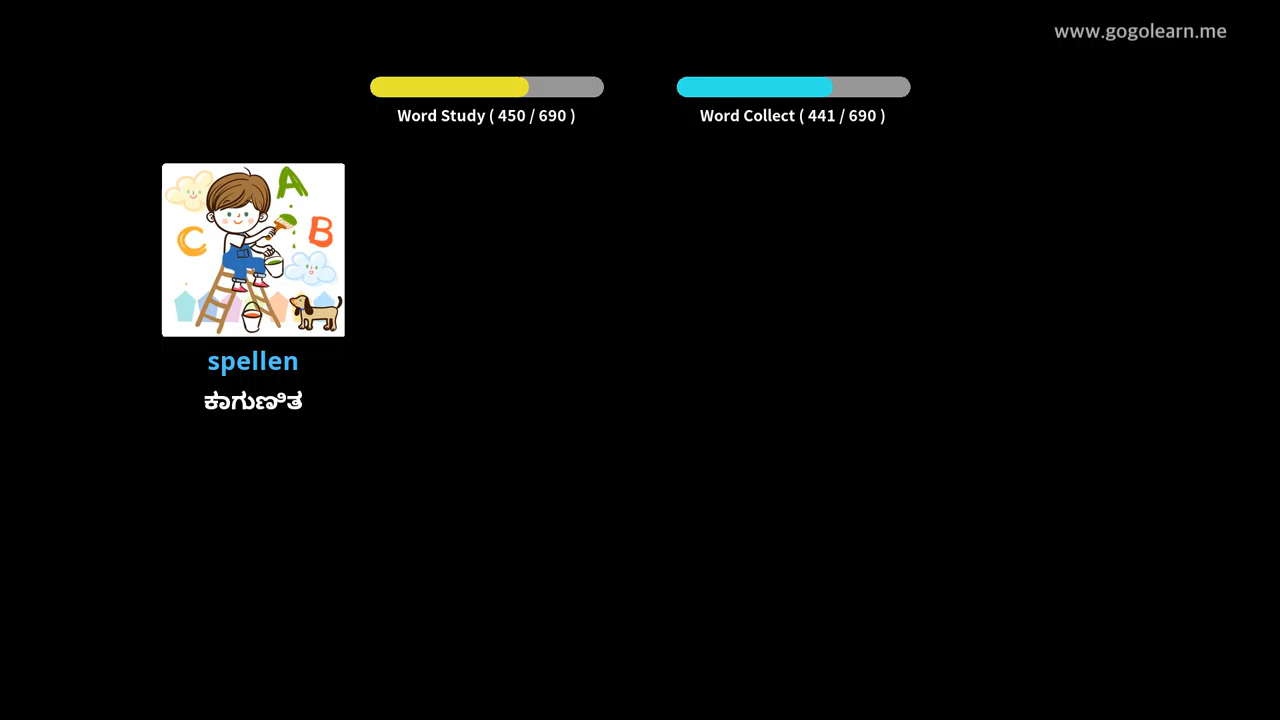 www.gogolearn.me
Word Study ( 450 / 690 )
Word Collect ( 441 / 690 )
A
B
C
spellen
ಕಾಗುಣಿತ